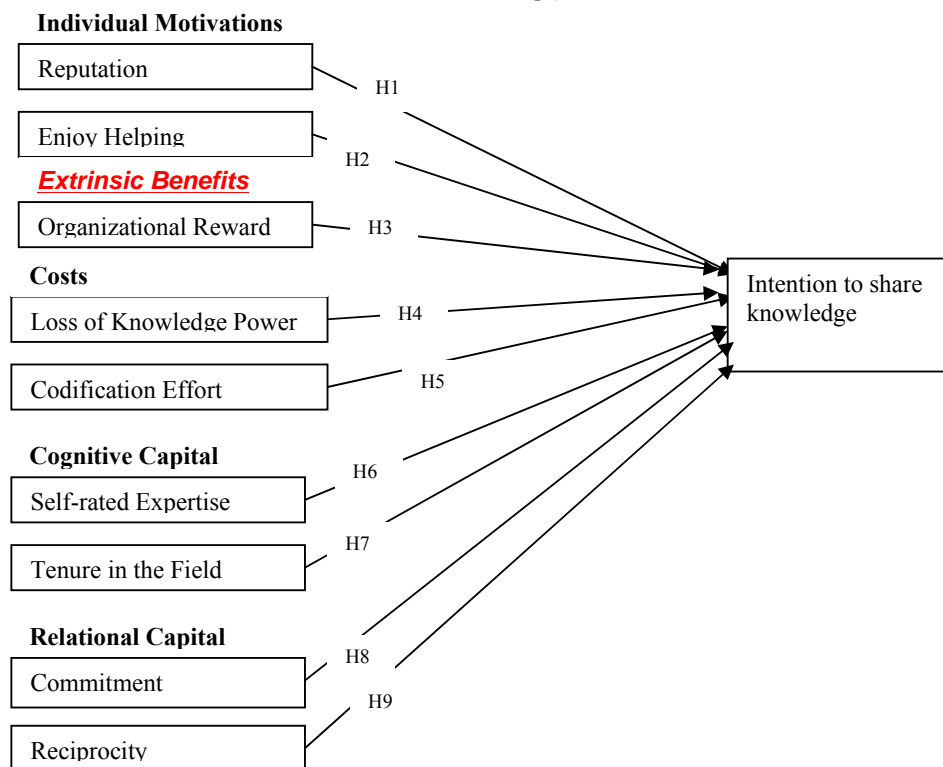 Individual Motivations
Reputation
H1
Enjoy Helping
H2
Extrinsic Benefits
Organizational Reward
H3
Costs
Intention to share
knowledge
Loss of Knowledge Power
H4
Codification Effort
H5
Cognitive Capital
H6
Self-rated Expertise
H7
Tenure in the Field
Relational Capital
H8
Commitment
H9
Reciprocity